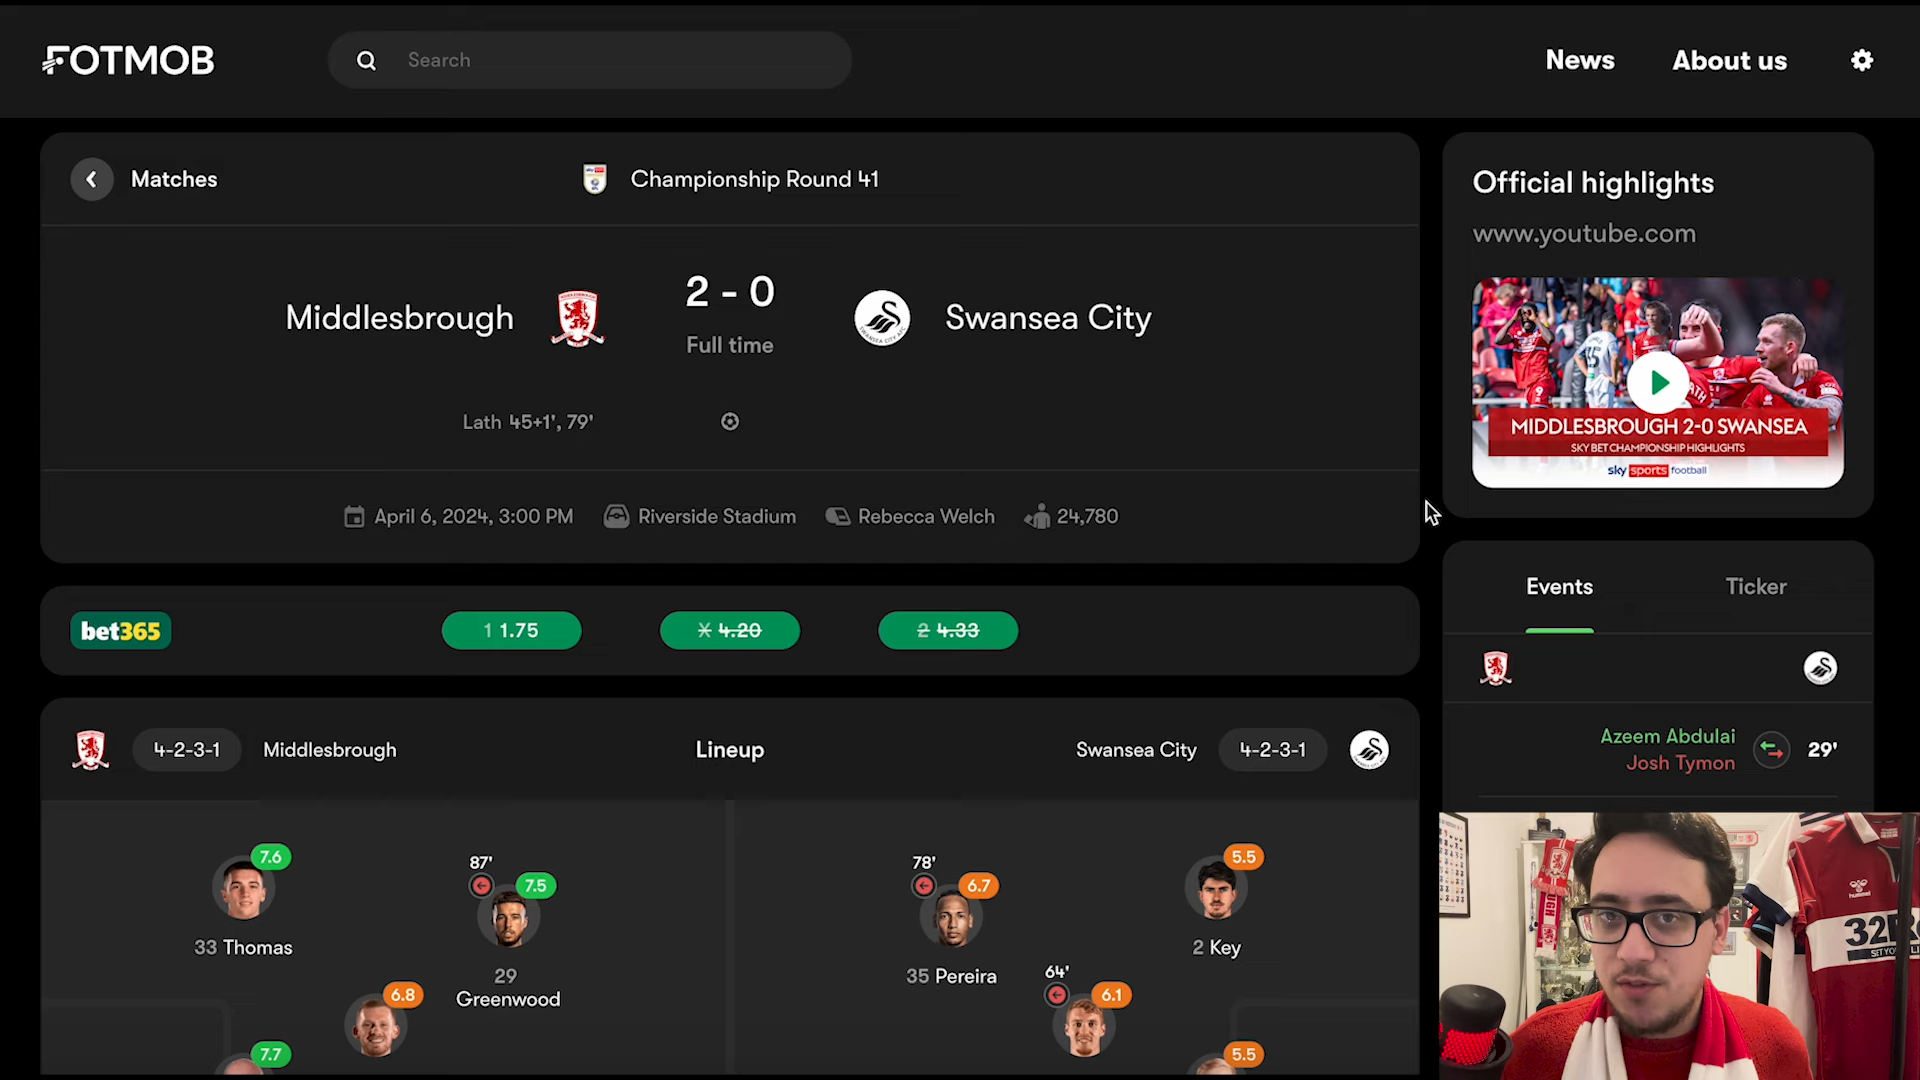 FOTMOB
Search
News
About us
Matches
Championship Round 41
Middlesbrough
2 - 0
Full time
Swansea City
Lath 45+1', 79'
April 6, 2024, 3:00 PM
Riverside Stadium
Rebecca Welch
24,780
Official highlights
www.youtube.com
MIDDLESBROUGH 2-0 SWANSEA
SKY BET CHAMPIONSHIP HIGHLIGHTS
sky sports football
bet365
1 1.75
X 4.20
2 4.33
Events
Ticker
Azeem Abdulai
Josh Tymon
29'
4-2-3-1
Middlesbrough
Lineup
Swansea City
4-2-3-1
7.6
33 Thomas
87'
7.5
29
Greenwood
6.8
7.7
78'
6.7
35 Pereira
5.5
2 Key
64'
6.1
5.5
hummel